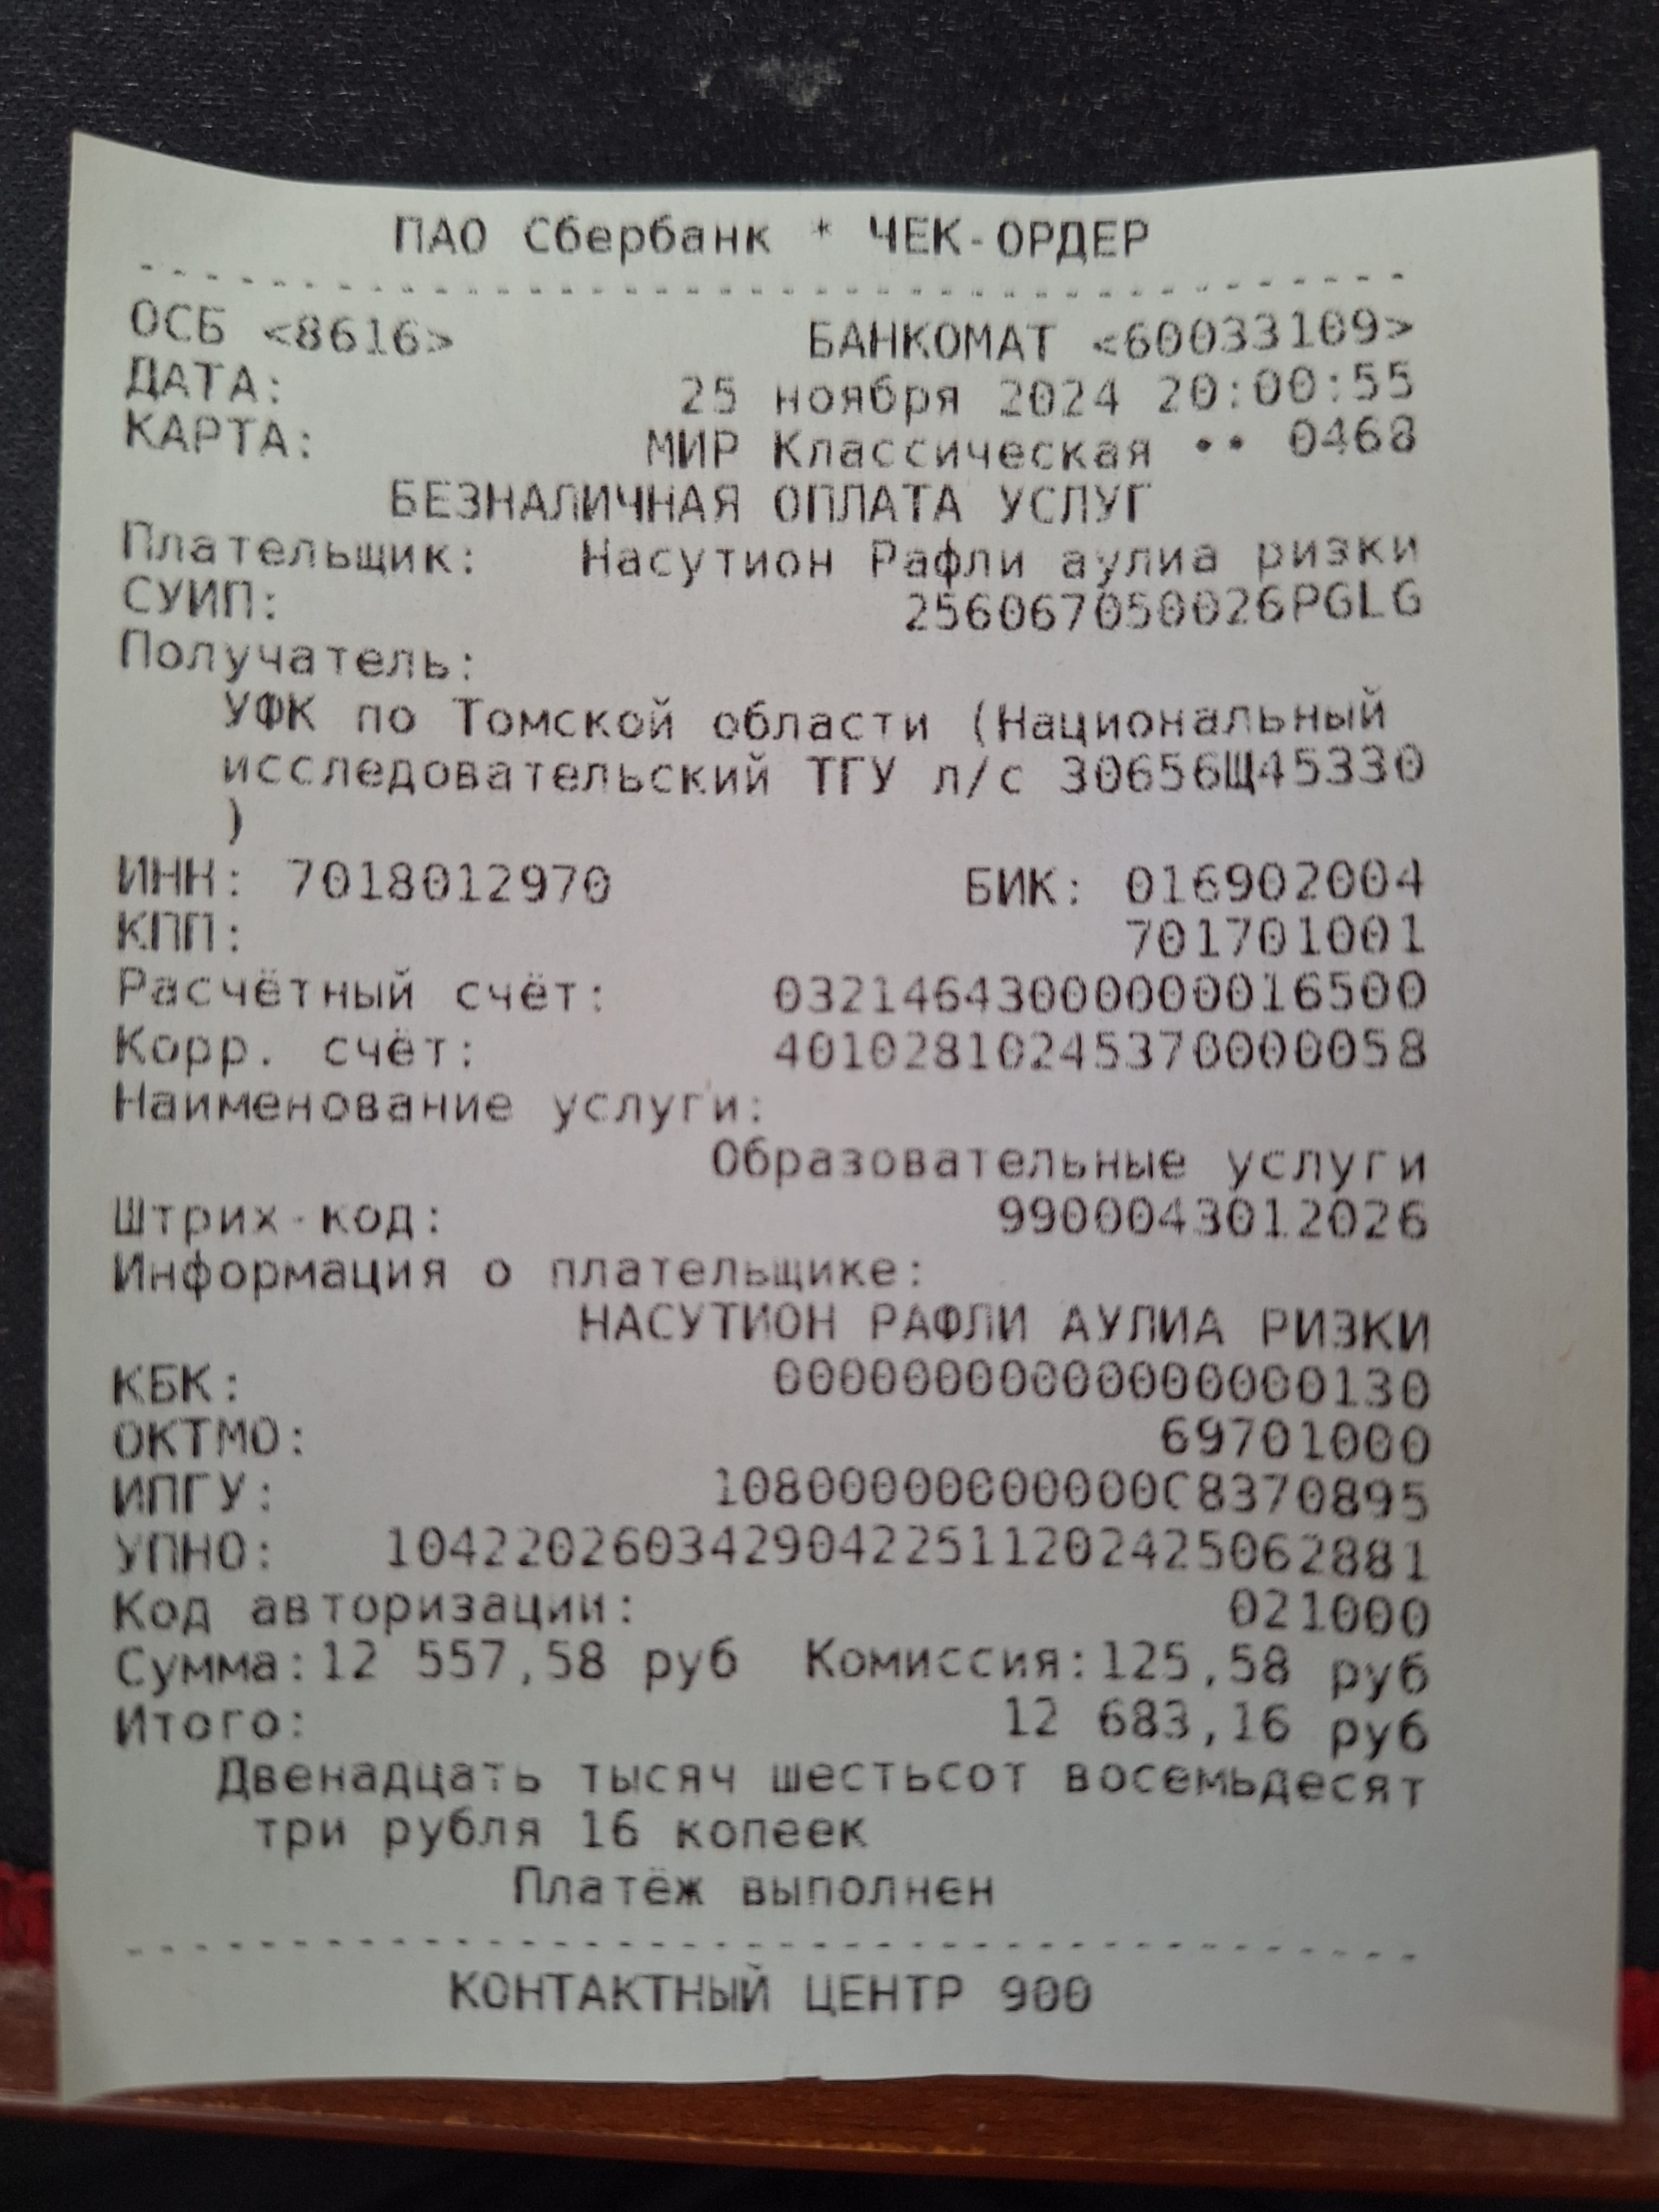 ПАО Сбербанк * ЧЕК-ОРДЕР
ОСБ <8616> БАНКОМАТ <60033109>
ДАТА: 25 ноября 2024 20:00:55
КАРТА: МИР Классическая •• 0468
БЕЗНАЛИЧНАЯ ОПЛАТА УСЛУГ
Плательщик: Насутион Рафли аулиа ризки
СУИП: 256067050026PGLG
Получатель:
УФК по Томской области (Национальный
исследовательский ТГУ л/с 30656Щ45330
)
ИНН: 7018012970 БИК: 016902004
КПП: 701701001
Расчётный счёт: 03214643000000016500
Корр. счёт: 40102810245370000058
Наименование услуги:
Образовательные услуги
Штрих-код: 9900043012026
Информация о плательщике:
НАСУТИОН РАФЛИ АУЛИА РИЗКИ
КБК: 00000000000000000130
ОКТМО: 69701000
ИПГУ: 10800000000000C8370895
УПНО: 10422026034290422511202425062881
Код авторизации: 021000
Сумма:12 557,58 руб Комиссия:125,58 руб
Итого: 12 683,16 руб
Двенадцать тысяч шестьсот восемьдесят
три рубля 16 копеек
Платёж выполнен
КОНТАКТНЫЙ ЦЕНТР 900